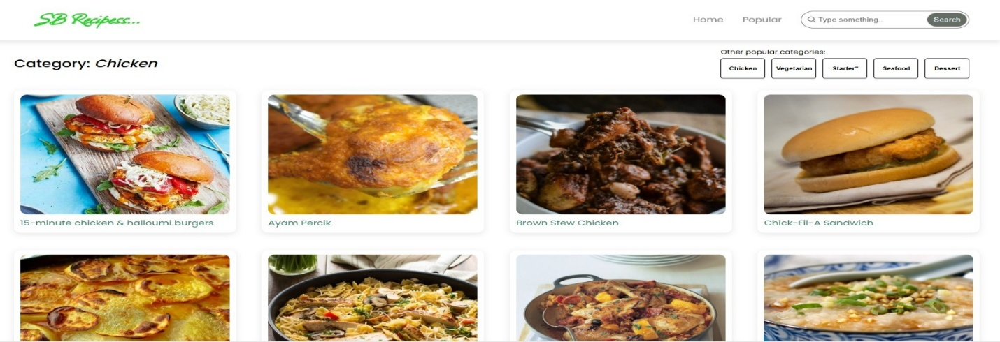 SB Recipess...
Home
Popular
Type something..
Search
Category: Chicken
Other popular categories:
Chicken
Vegetarian
Starter"
Seafood
Dessert
15-minute chicken & halloumi burgers
Ayam Percik
Brown Stew Chicken
Chick-Fil-A Sandwich